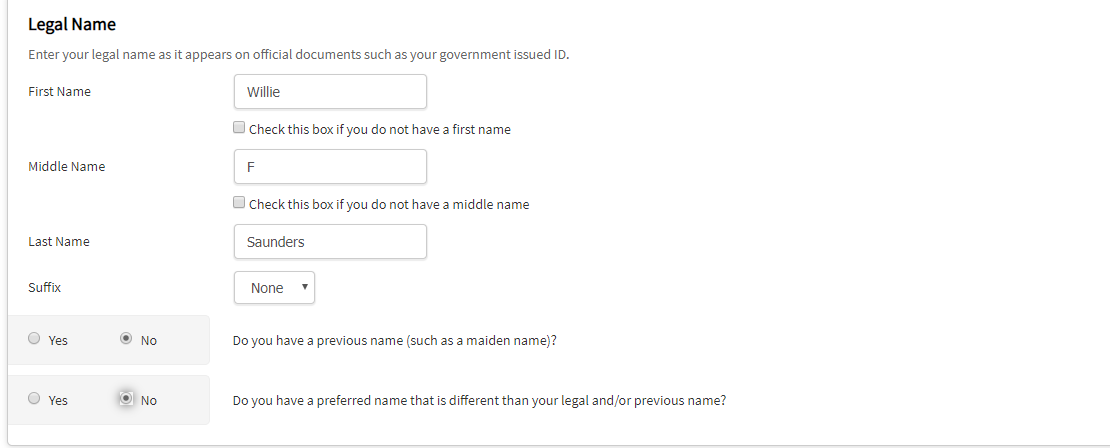 Legal Name
Enter your legal name as it appears on official documents such as your government issued ID.
First Name
Willie
Check this box if you do not have a first name
Middle Name
F
Check this box if you do not have a middle name
Last Name
Saunders
Suffix
None
Yes No Do you have a previous name (such as a maiden name)?
Yes No Do you have a preferred name that is different than your legal and/or previous name?